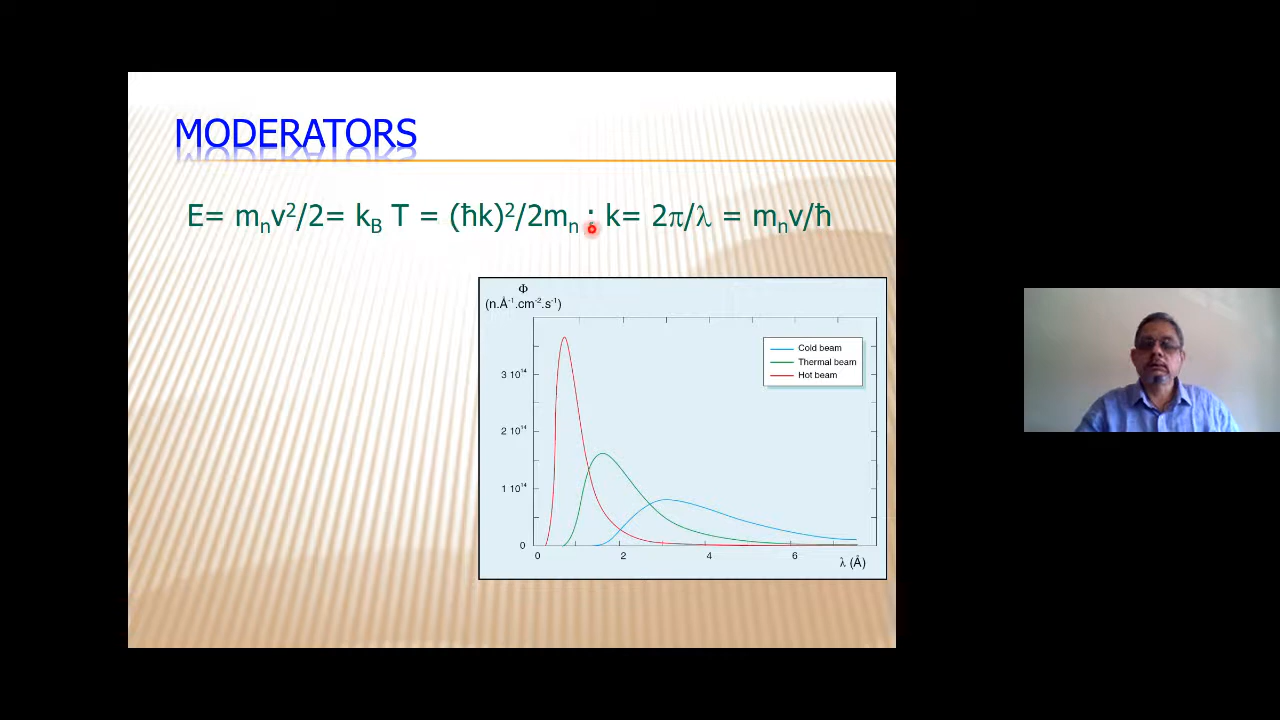 MODERATORS
E= mₙv²/2= k_B T = (ħk)²/2mₙ ; k= 2π/λ = mₙv/ħ
Φ
(n.Å⁻¹.cm⁻².s⁻¹)
Cold beam
Thermal beam
Hot beam
3 10¹⁴
2 10¹⁴
1 10¹⁴
0
0 2 4 6
λ (Å)